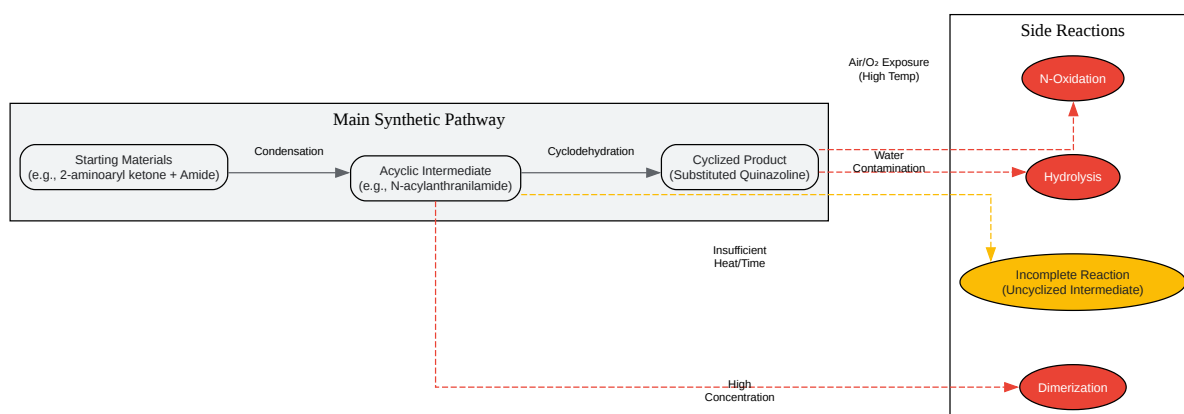 Side Reactions
Air/O₂ Exposure
(High Temp)
N-Oxidation
Main Synthetic Pathway
Starting Materials
(e.g., 2-aminoaryl ketone + Amide)
Condensation
Acyclic Intermediate
(e.g., N-acylanthranilamide)
Cyclodehydration
Cyclized Product
(Substituted Quinazoline)
Water
Contamination
Hydrolysis
Insufficient
Heat/Time
Incomplete Reaction
(Uncyclized Intermediate)
High
Concentration
Dimerization